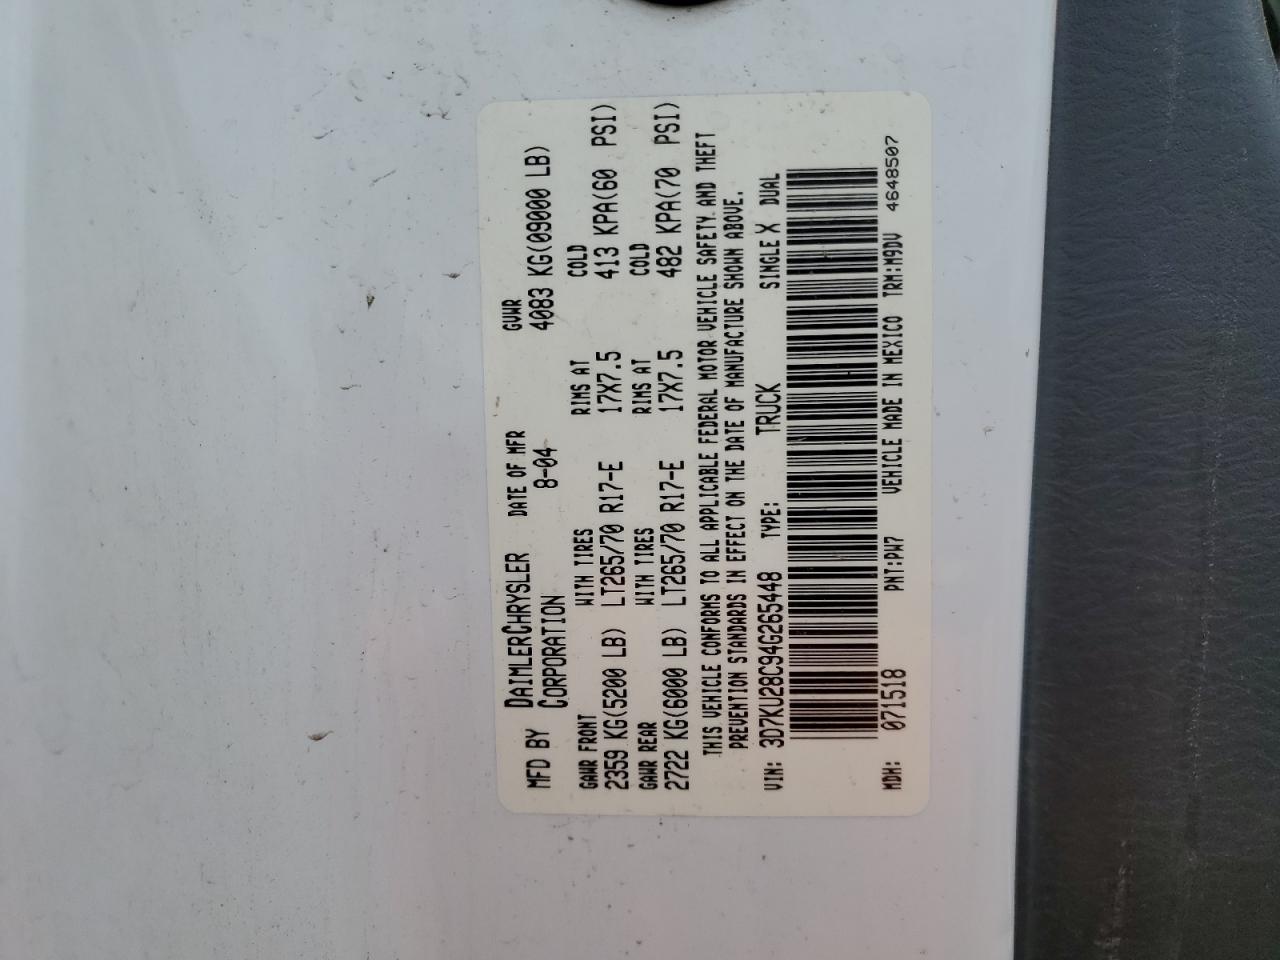 MFD BY DAIMLERCHRYSLER DATE OF MFR GVWR
CORPORATION 8-04 4083 KG(09000 LB)
GAWR FRONT WITH TIRES RIMS AT COLD
2359 KG(5200 LB) LT265/70 R17-E 17X7.5 413 KPA(60 PSI)
GAWR REAR WITH TIRES RIMS AT COLD
2722 KG(6000 LB) LT265/70 R17-E 17X7.5 482 KPA(70 PSI)
THIS VEHICLE CONFORMS TO ALL APPLICABLE FEDERAL MOTOR VEHICLE SAFETY AND THEFT
PREVENTION STANDARDS IN EFFECT ON THE DATE OF MANUFACTURE SHOWN ABOVE.
VIN: 3D7KU28C94G265448 TYPE: TRUCK SINGLE X DUAL
MDH: 071518 PNT:PW7 VEHICLE MADE IN MEXICO TRM:M9DV 4648507